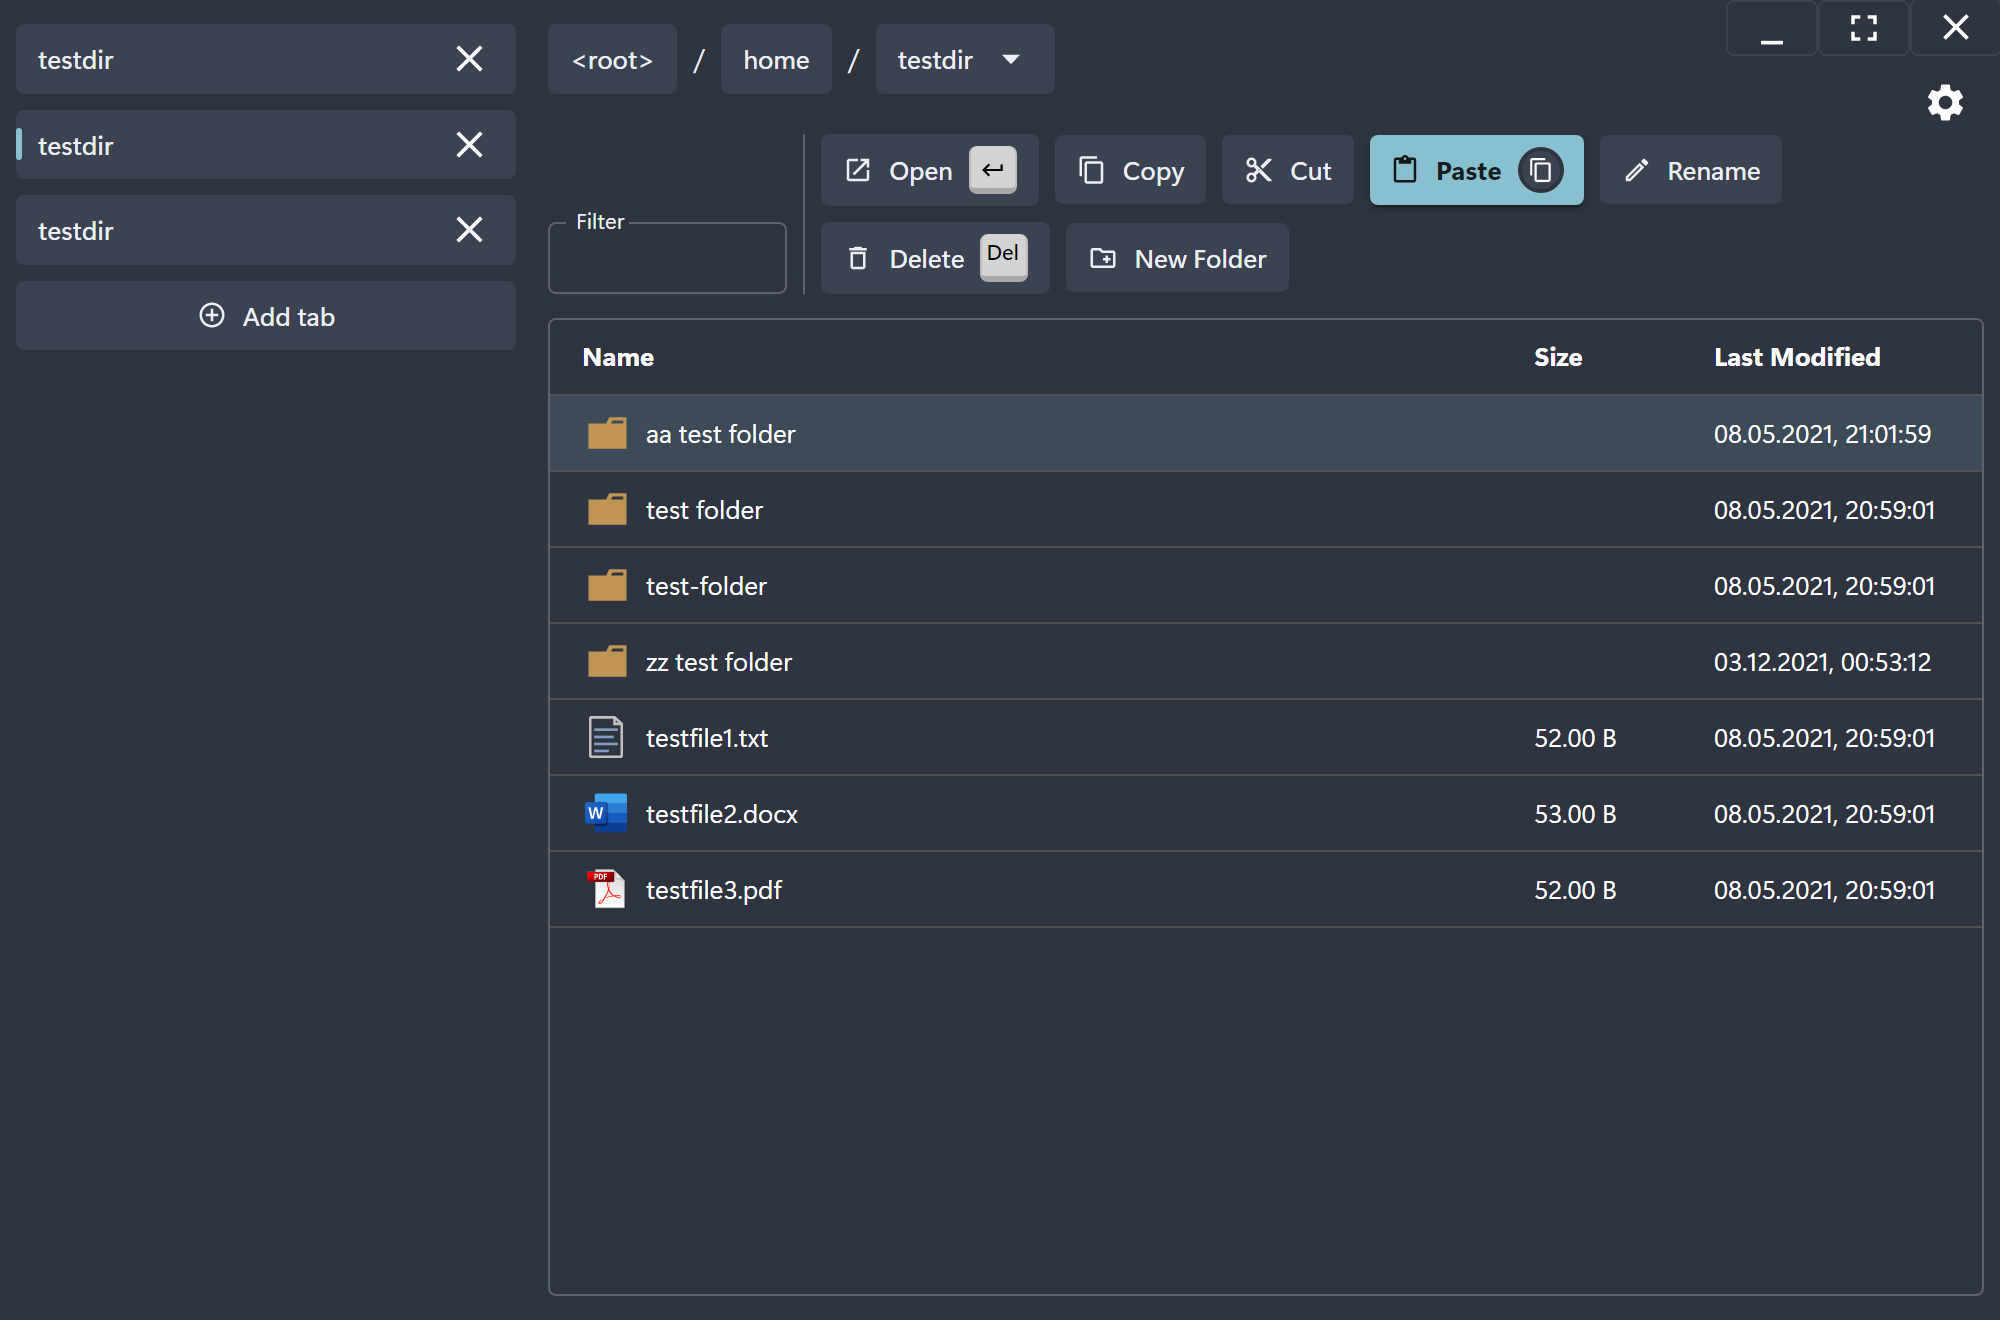 testdir
testdir
testdir
Add tab
<root> / home / testdir
Filter
Open Copy Cut Paste Rename
Delete Del New Folder
Name Size Last Modified
aa test folder 08.05.2021, 21:01:59
test folder 08.05.2021, 20:59:01
test-folder 08.05.2021, 20:59:01
zz test folder 03.12.2021, 00:53:12
testfile1.txt 52.00 B 08.05.2021, 20:59:01
W testfile2.docx 53.00 B 08.05.2021, 20:59:01
PDF testfile3.pdf 52.00 B 08.05.2021, 20:59:01